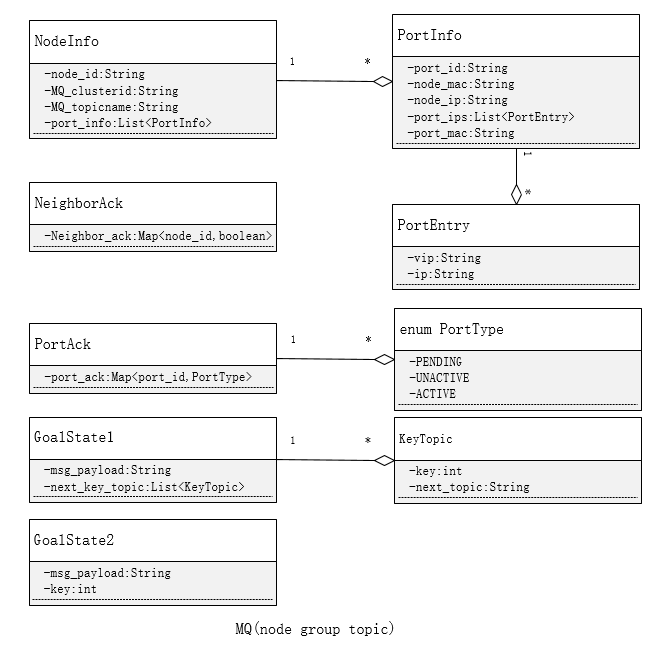 NodeInfo
-node_id:String
-MQ_clusterid:String
-MQ_topicname:String
-port_info:List<PortInfo>
1
*
PortInfo
-port_id:String
-node_mac:String
-node_ip:String
-port_ips:List<PortEntry>
-port_mac:String
1
*
NeighborAck
-Neighbor_ack:Map<node_id,boolean>
PortEntry
-vip:String
-ip:String
PortAck
-port_ack:Map<port_id,PortType>
1
*
enum PortType
-PENDING
-UNACTIVE
-ACTIVE
GoalState1
-msg_payload:String
-next_key_topic:List<KeyTopic>
1
*
KeyTopic
-key:int
-next_topic:String
GoalState2
-msg_payload:String
-key:int
MQ(node group topic)